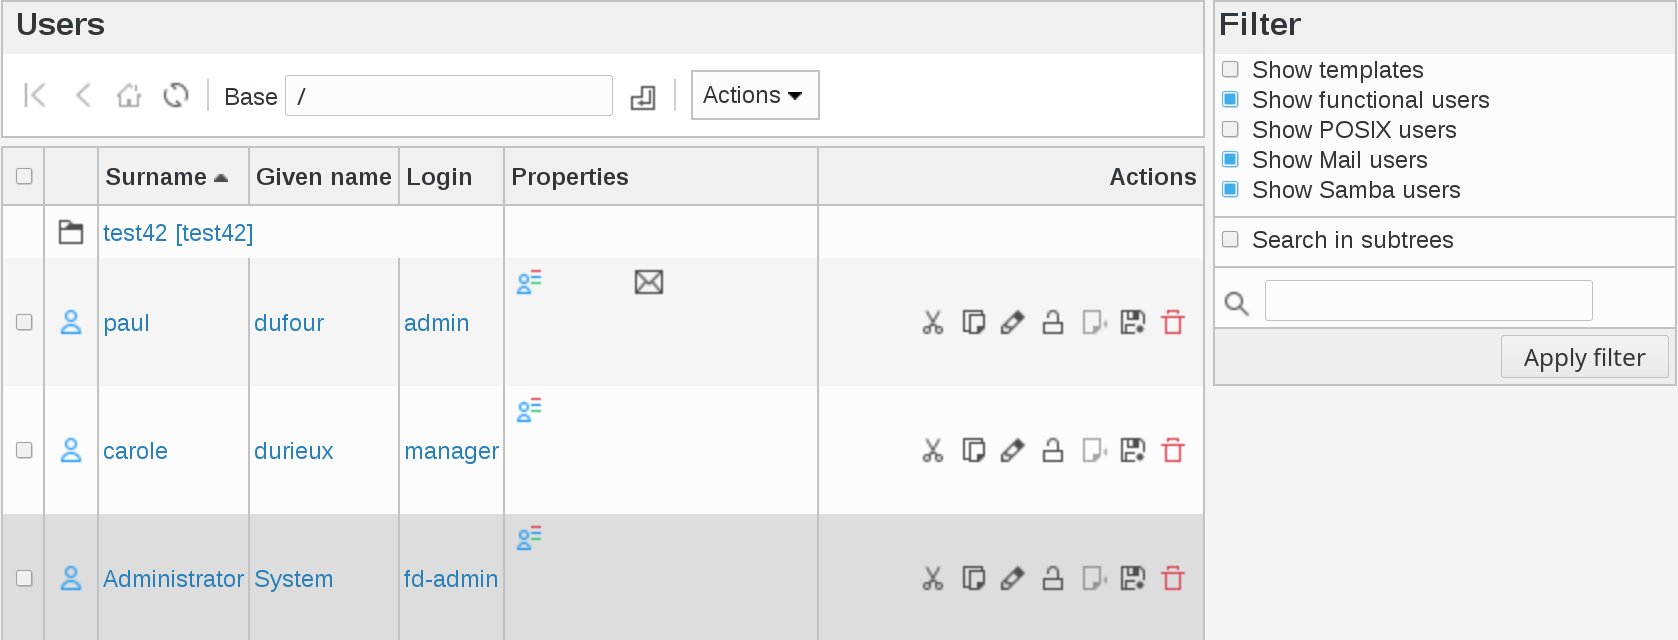 Users
Base / Actions
Surname Given name Login Properties Actions
test42 [test42]
paul dufour admin
carole durieux manager
Administrator System fd-admin
Filter
Show templates
Show functional users
Show POSIX users
Show Mail users
Show Samba users
Search in subtrees
Apply filter